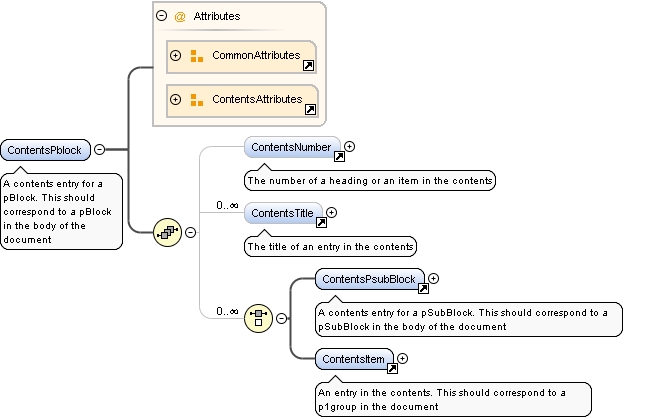 @ Attributes
CommonAttributes
ContentsAttributes
ContentsPblock
A contents entry for a
pBlock. This should
correspond to a pBlock
in the body of the
document
ContentsNumber
The number of a heading or an item in the contents
0..∞
ContentsTitle
The title of an entry in the contents
0..∞
ContentsPsubBlock
A contents entry for a pSubBlock. This should correspond to a
pSubBlock in the body of the document
ContentsItem
An entry in the contents. This should correspond to a
p1group in the document